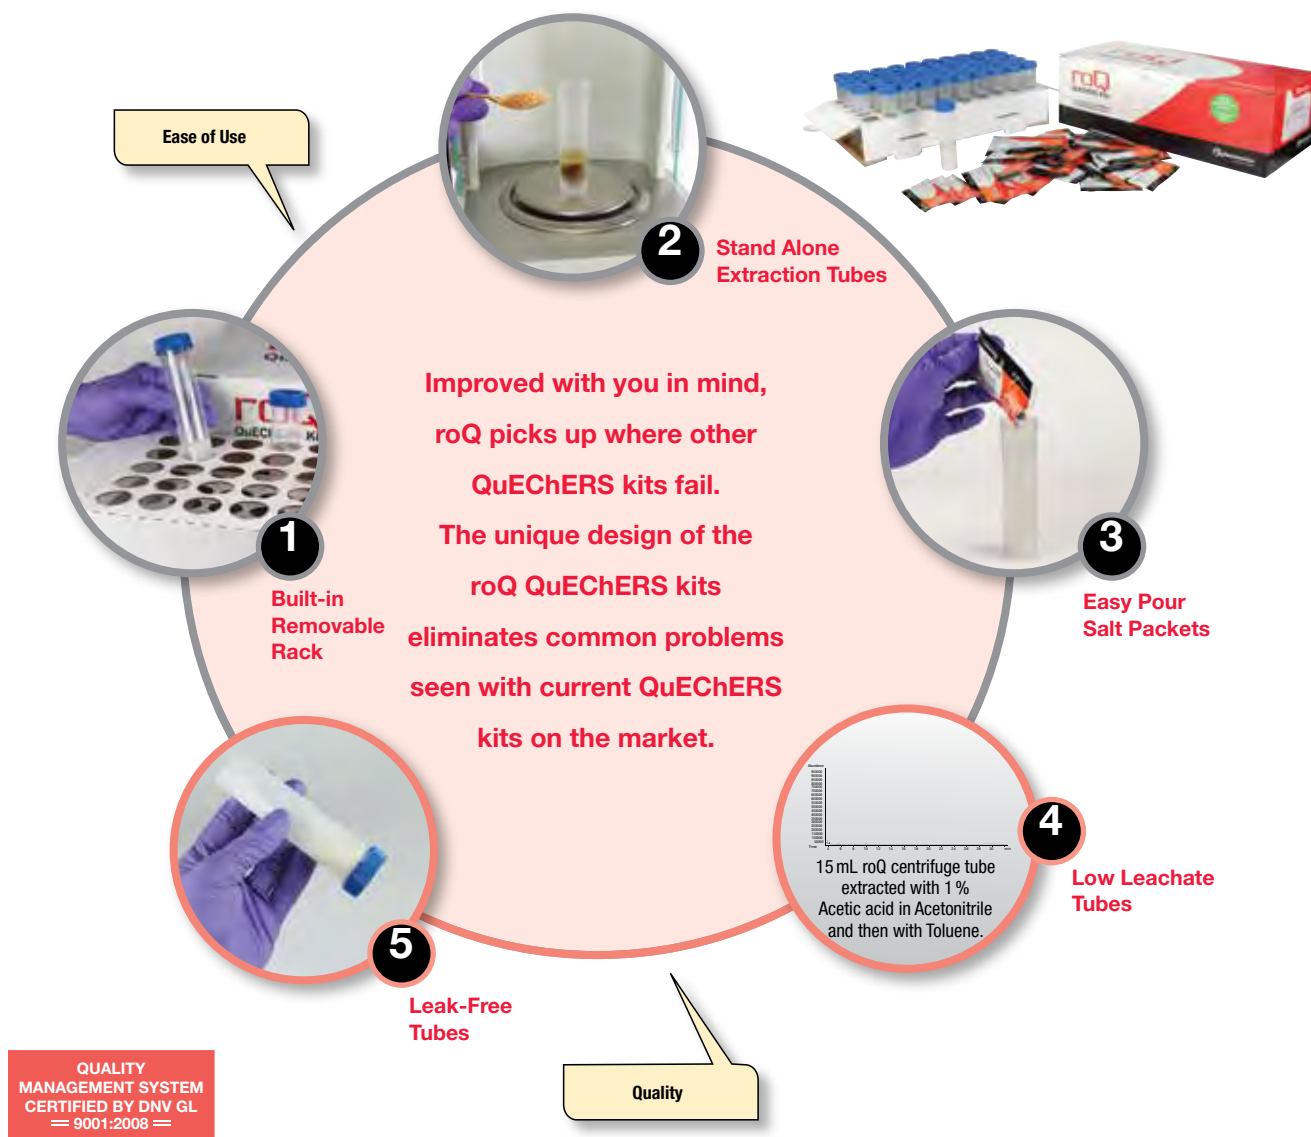 Ease of Use
roQ
2
Stand Alone
Extraction Tubes
roQ
QuEChERS K
1
Built-in
Removable
Rack
Improved with you in mind,
roQ picks up where other
QuEChERS kits fail.
The unique design of the
roQ QuEChERS kits
eliminates common problems
seen with current QuEChERS
kits on the market.
3
Easy Pour
Salt Packets
15 mL roQ centrifuge tube
extracted with 1 %
Acetic acid in Acetonitrile
and then with Toluene.
4
Low Leachate
Tubes
5
Leak-Free
Tubes
Quality
QUALITY
MANAGEMENT SYSTEM
CERTIFIED BY DNV GL
9001:2008